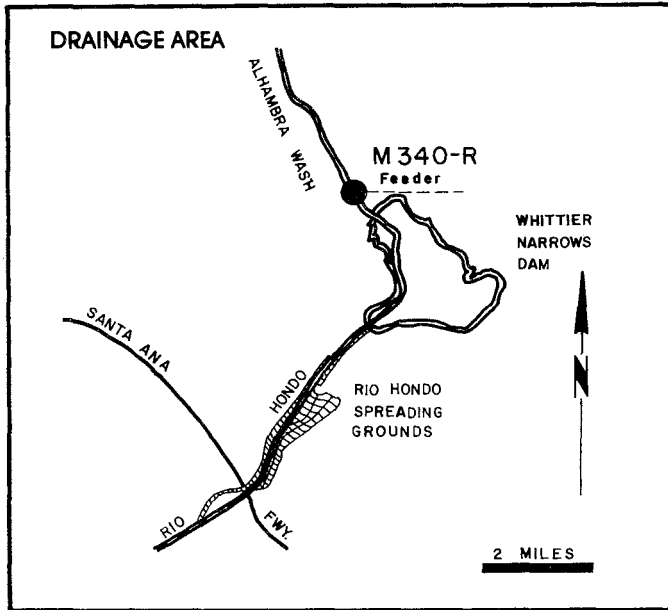 DRAINAGE AREA
ALHAMBRA WASH
M 340-R
Feeder
WHITTIER
NARROWS
DAM
SANTA ANA
FWY.
RIO HONDO
RIO HONDO
SPREADING
GROUNDS
N
2 MILES